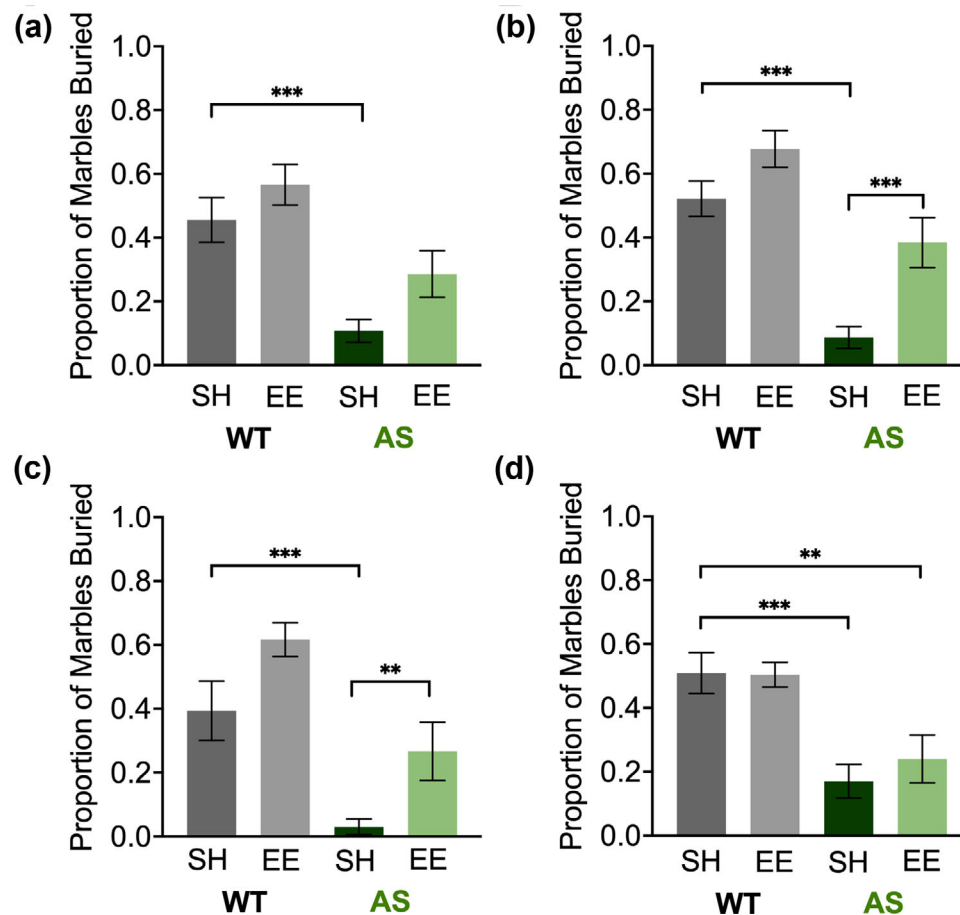 (a)
Proportion of Marbles Buried
1.0
0.8
0.6
0.4
0.2
0.0
***
SH EE SH EE
WT AS
(b)
Proportion of Marbles Buried
1.0
0.8
0.6
0.4
0.2
0.0
***
***
SH EE SH EE
WT AS
(c)
Proportion of Marbles Buried
1.0
0.8
0.6
0.4
0.2
0.0
***
**
SH EE SH EE
WT AS
(d)
Proportion of Marbles Buried
1.0
0.8
0.6
0.4
0.2
0.0
**
***
SH EE SH EE
WT AS